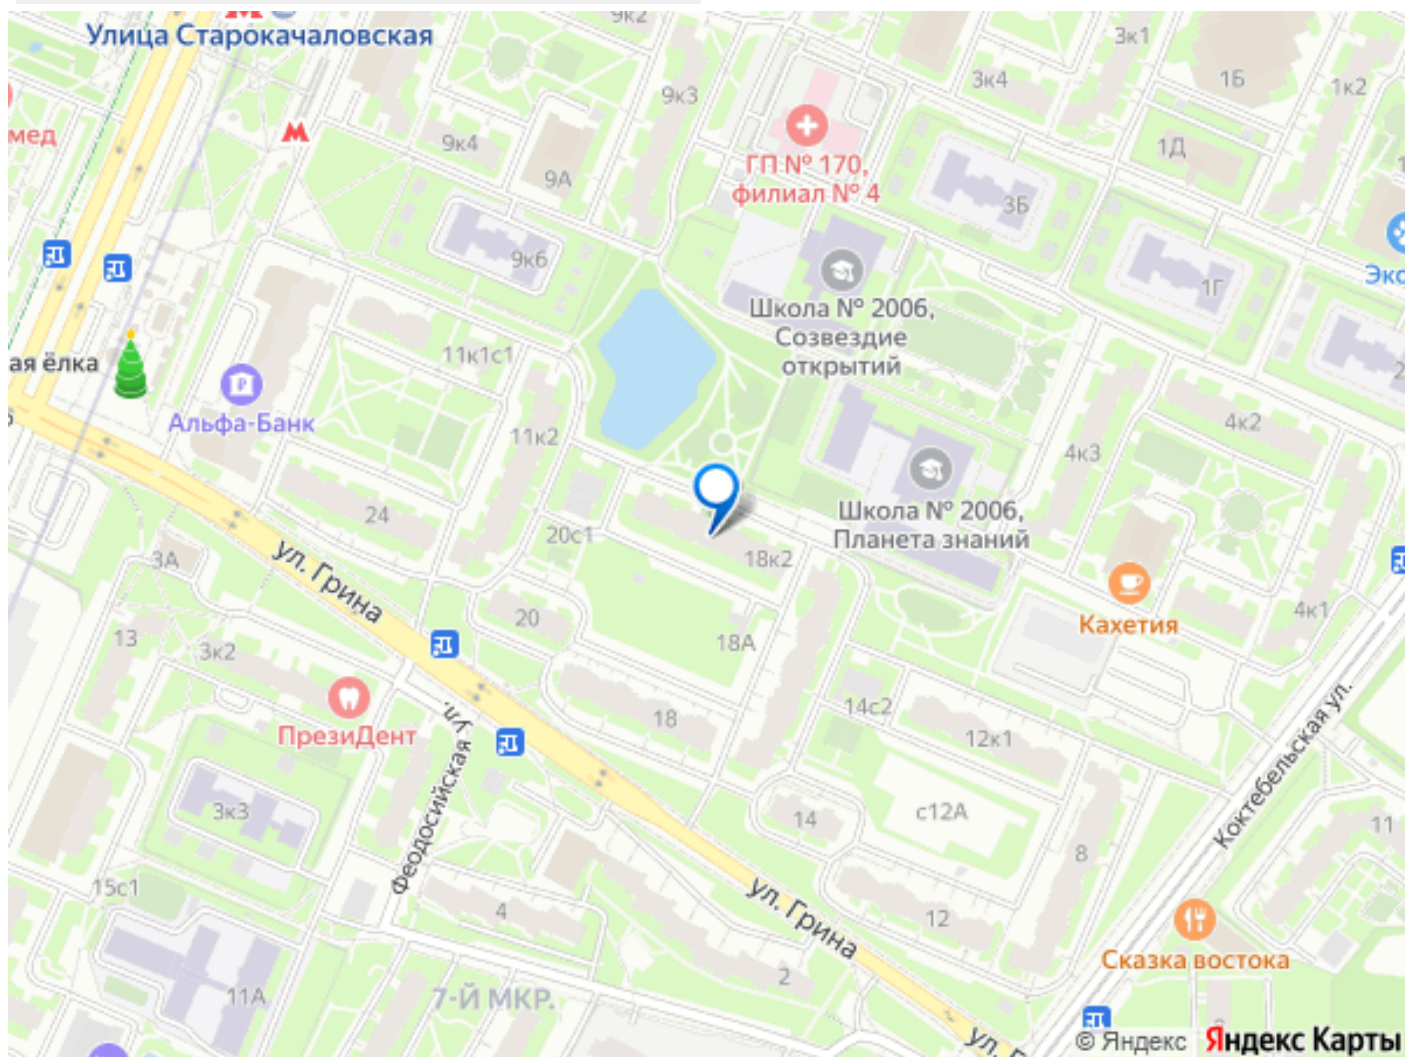 9к2
Улица Старокачаловская
3к1
3к4
1Б
1к2
9к3
мед
9к4
1Д
ГП № 170,
филиал № 4
9А
3Б
9к6
Эко
1Г
Школа № 2006,
Созвездие
открытий
ая ёлка
11к1с1
Альфа-Банк
4к2
11к2
4к3
24
Школа № 2006,
Планета знаний
20с1
3А
18к2
ул. Грина
4к1
20
Кахетия
13
18А
3к2
14с2
18
ПрезиДент
12к1
Феодосийская ул.
Коктебельская ул.
3к3
14
с12А
11
8
15с1
4
12
ул. Грина
Сказка востока
2
11А
7-Й МКР.
ул. Г
© Яндекс Яндекс Карты